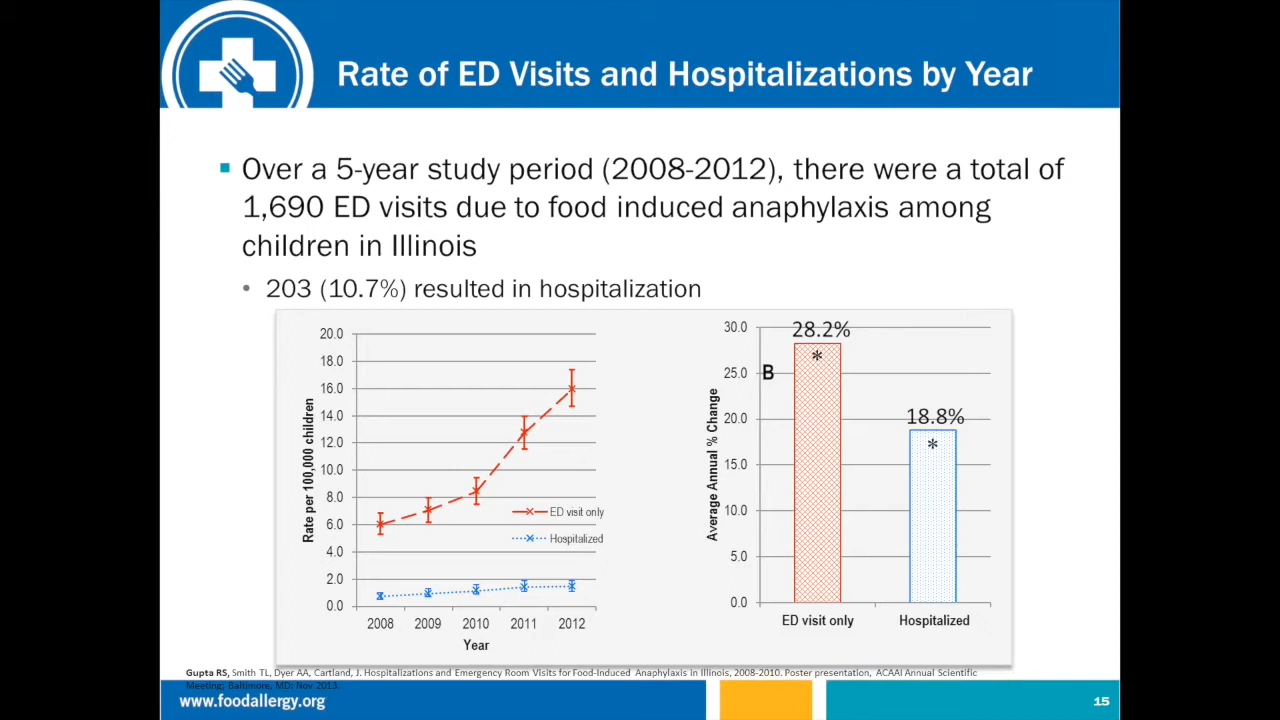 Rate of ED Visits and Hospitalizations by Year
Over a 5-year study period (2008-2012), there were a total of
1,690 ED visits due to food induced anaphylaxis among
children in Illinois
• 203 (10.7%) resulted in hospitalization
20.0
18.0
16.0
14.0
12.0
10.0
8.0
6.0
4.0
2.0
0.0
Rate per 100,000 children
ED visit only
Hospitalized
2008 2009 2010 2011 2012
Year
30.0
25.0
20.0
15.0
10.0
5.0
0.0
Average Annual % Change
B
28.2%
*
18.8%
*
ED visit only Hospitalized
Gupta RS, Smith TL, Dyer AA, Cartland, J. Hospitalizations and Emergency Room Visits for Food-Induced Anaphylaxis in Illinois, 2008-2010. Poster presentation, ACAAI Annual Scientific
Meeting; Baltimore, MD: Nov 2013.
www.foodallergy.org
15